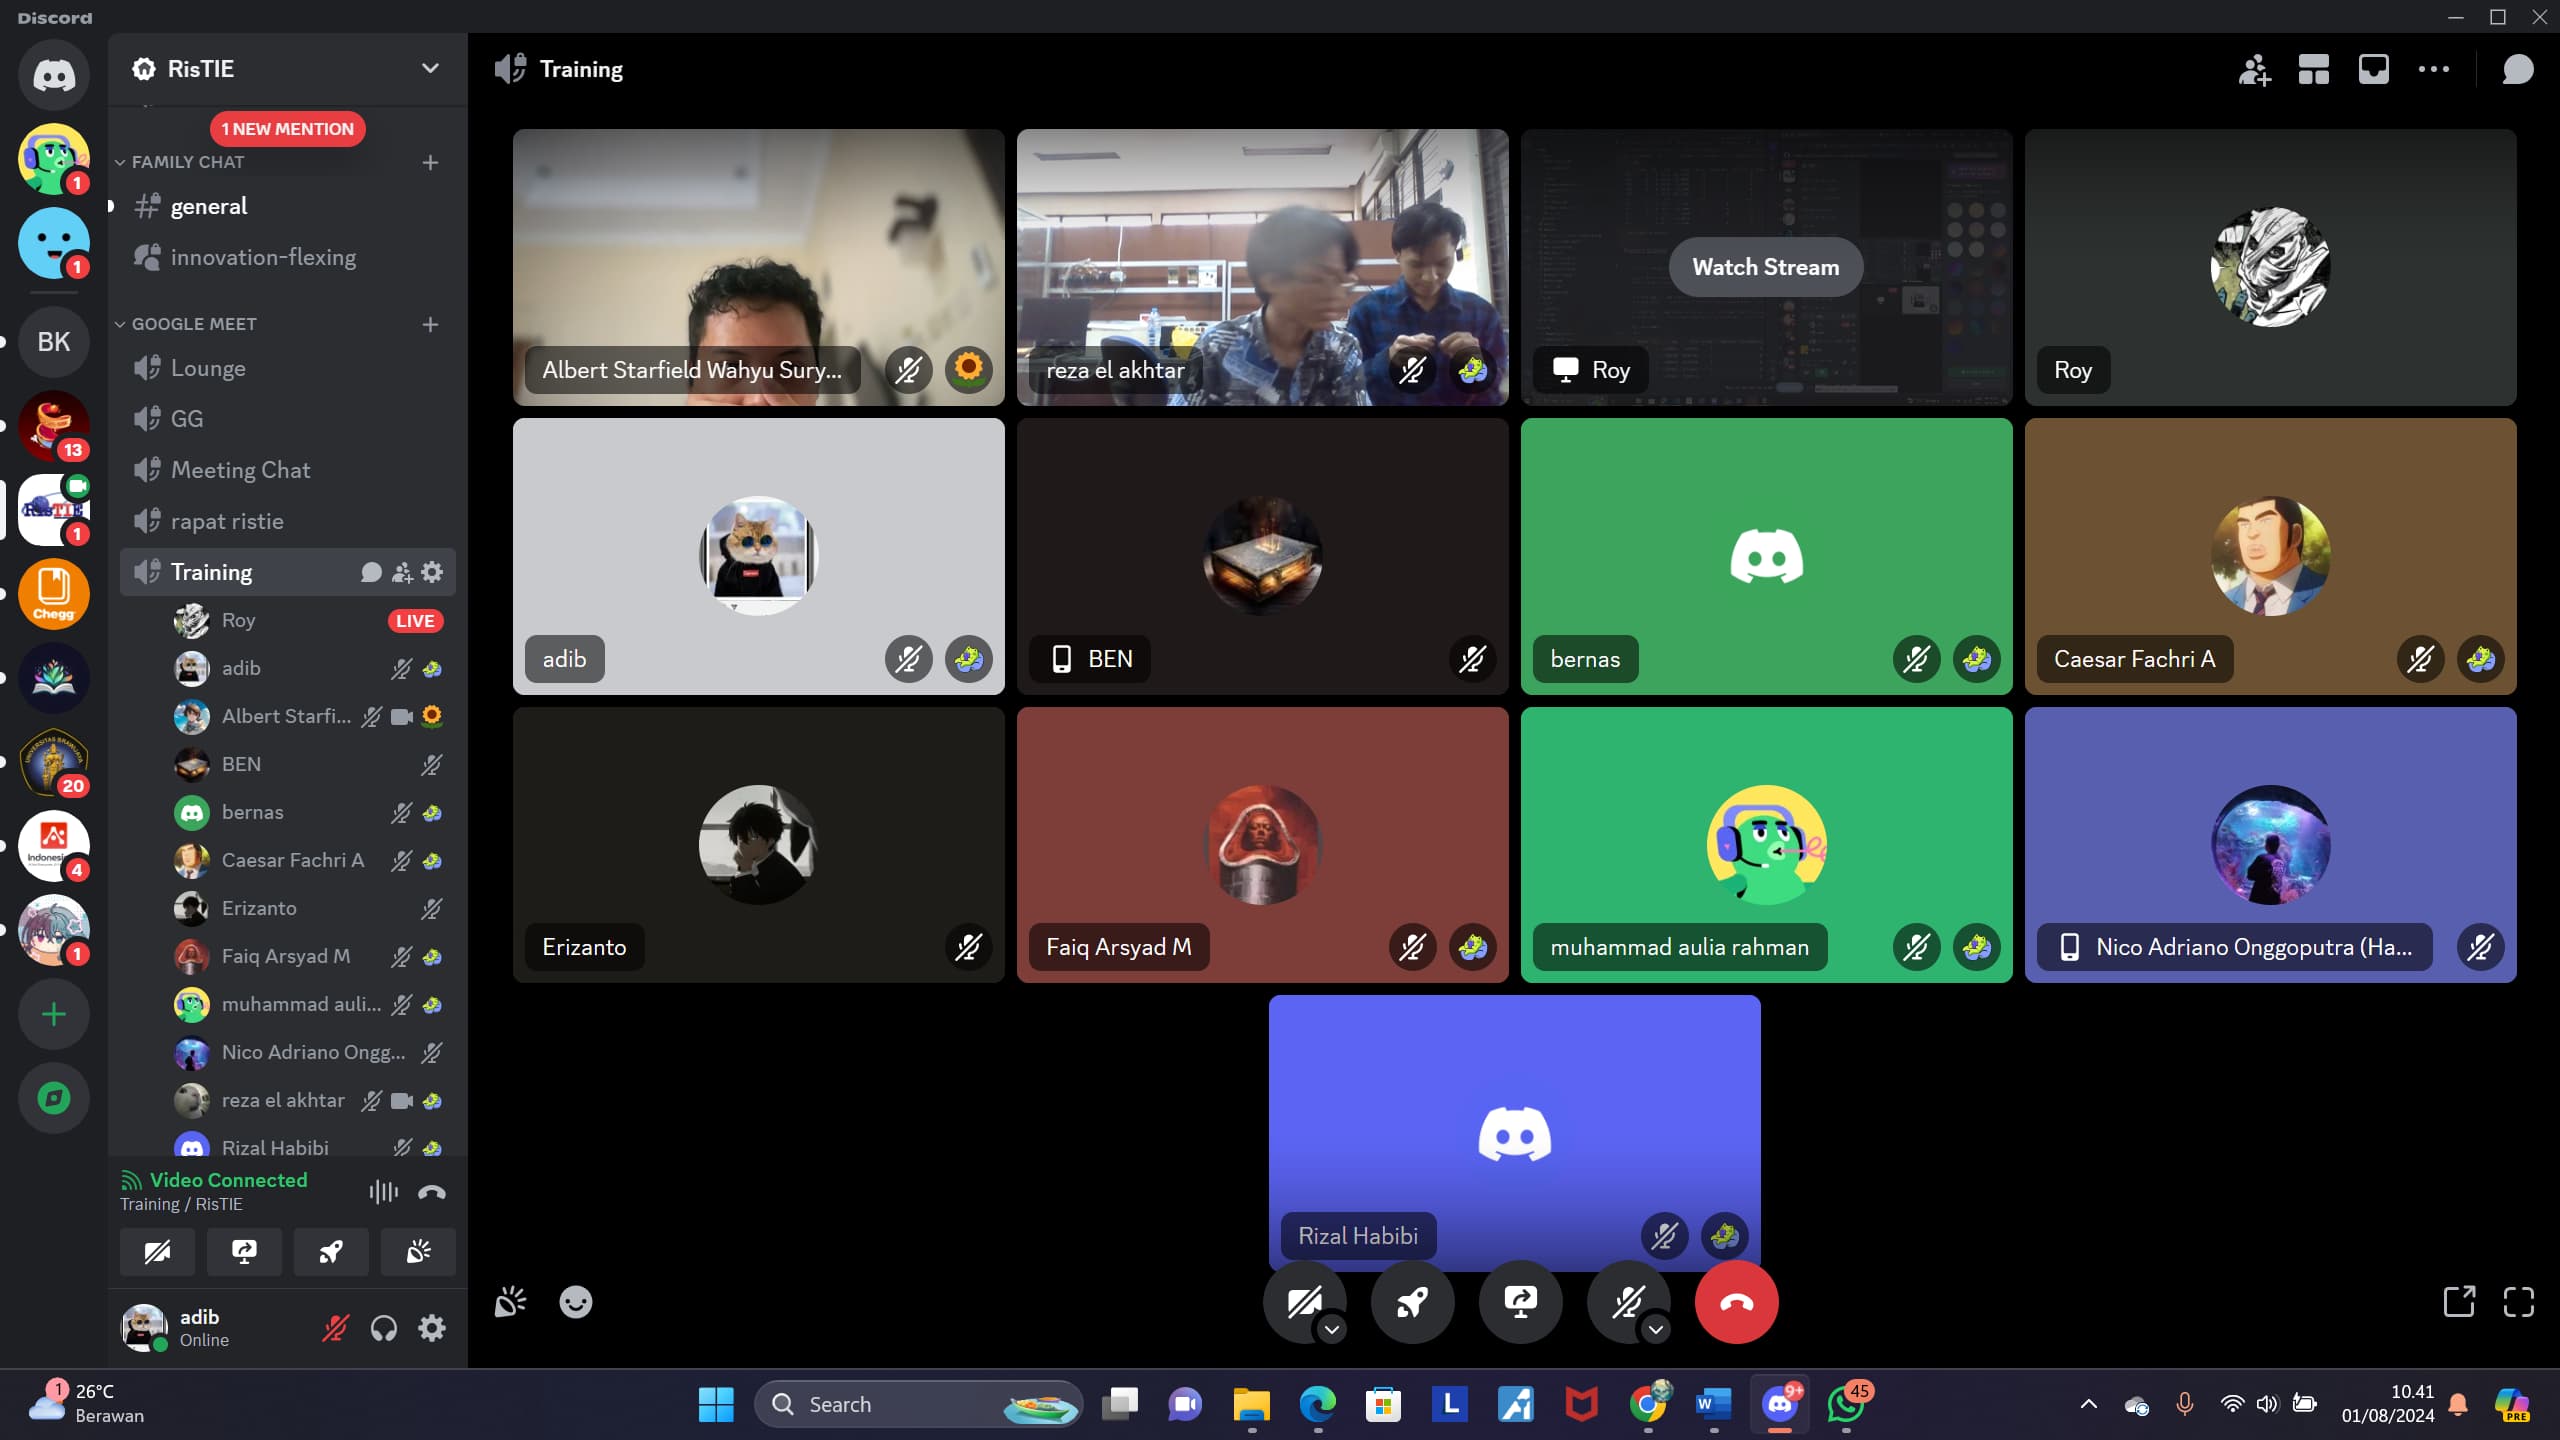 Discord
RisTIE
1 NEW MENTION
FAMILY CHAT
general
innovation-flexing
GOOGLE MEET
Lounge
GG
Meeting Chat
rapat ristie
Training
Roy
LIVE
adib
Albert Starfi...
BEN
bernas
Caesar Fachri A
Erizanto
Faiq Arsyad M
muhammad auli...
Nico Adriano Ongg...
reza el akhtar
Rizal Habibi
Video Connected
Training / RisTIE
adib
Online
1
1
BK
13
RisTIE
1
Chegg
UNIVERSITAS BRAWIJAYA
20
4
1
Training
Albert Starfield Wahyu Sury...
reza el akhtar
Watch Stream
Roy
Roy
adib
BEN
bernas
Caesar Fachri A
Erizanto
Faiq Arsyad M
muhammad aulia rahman
Nico Adriano Onggoputra (Ha...
Rizal Habibi
1
26°C
Berawan
Search
L
W
9+
45
10.41
01/08/2024
PRE